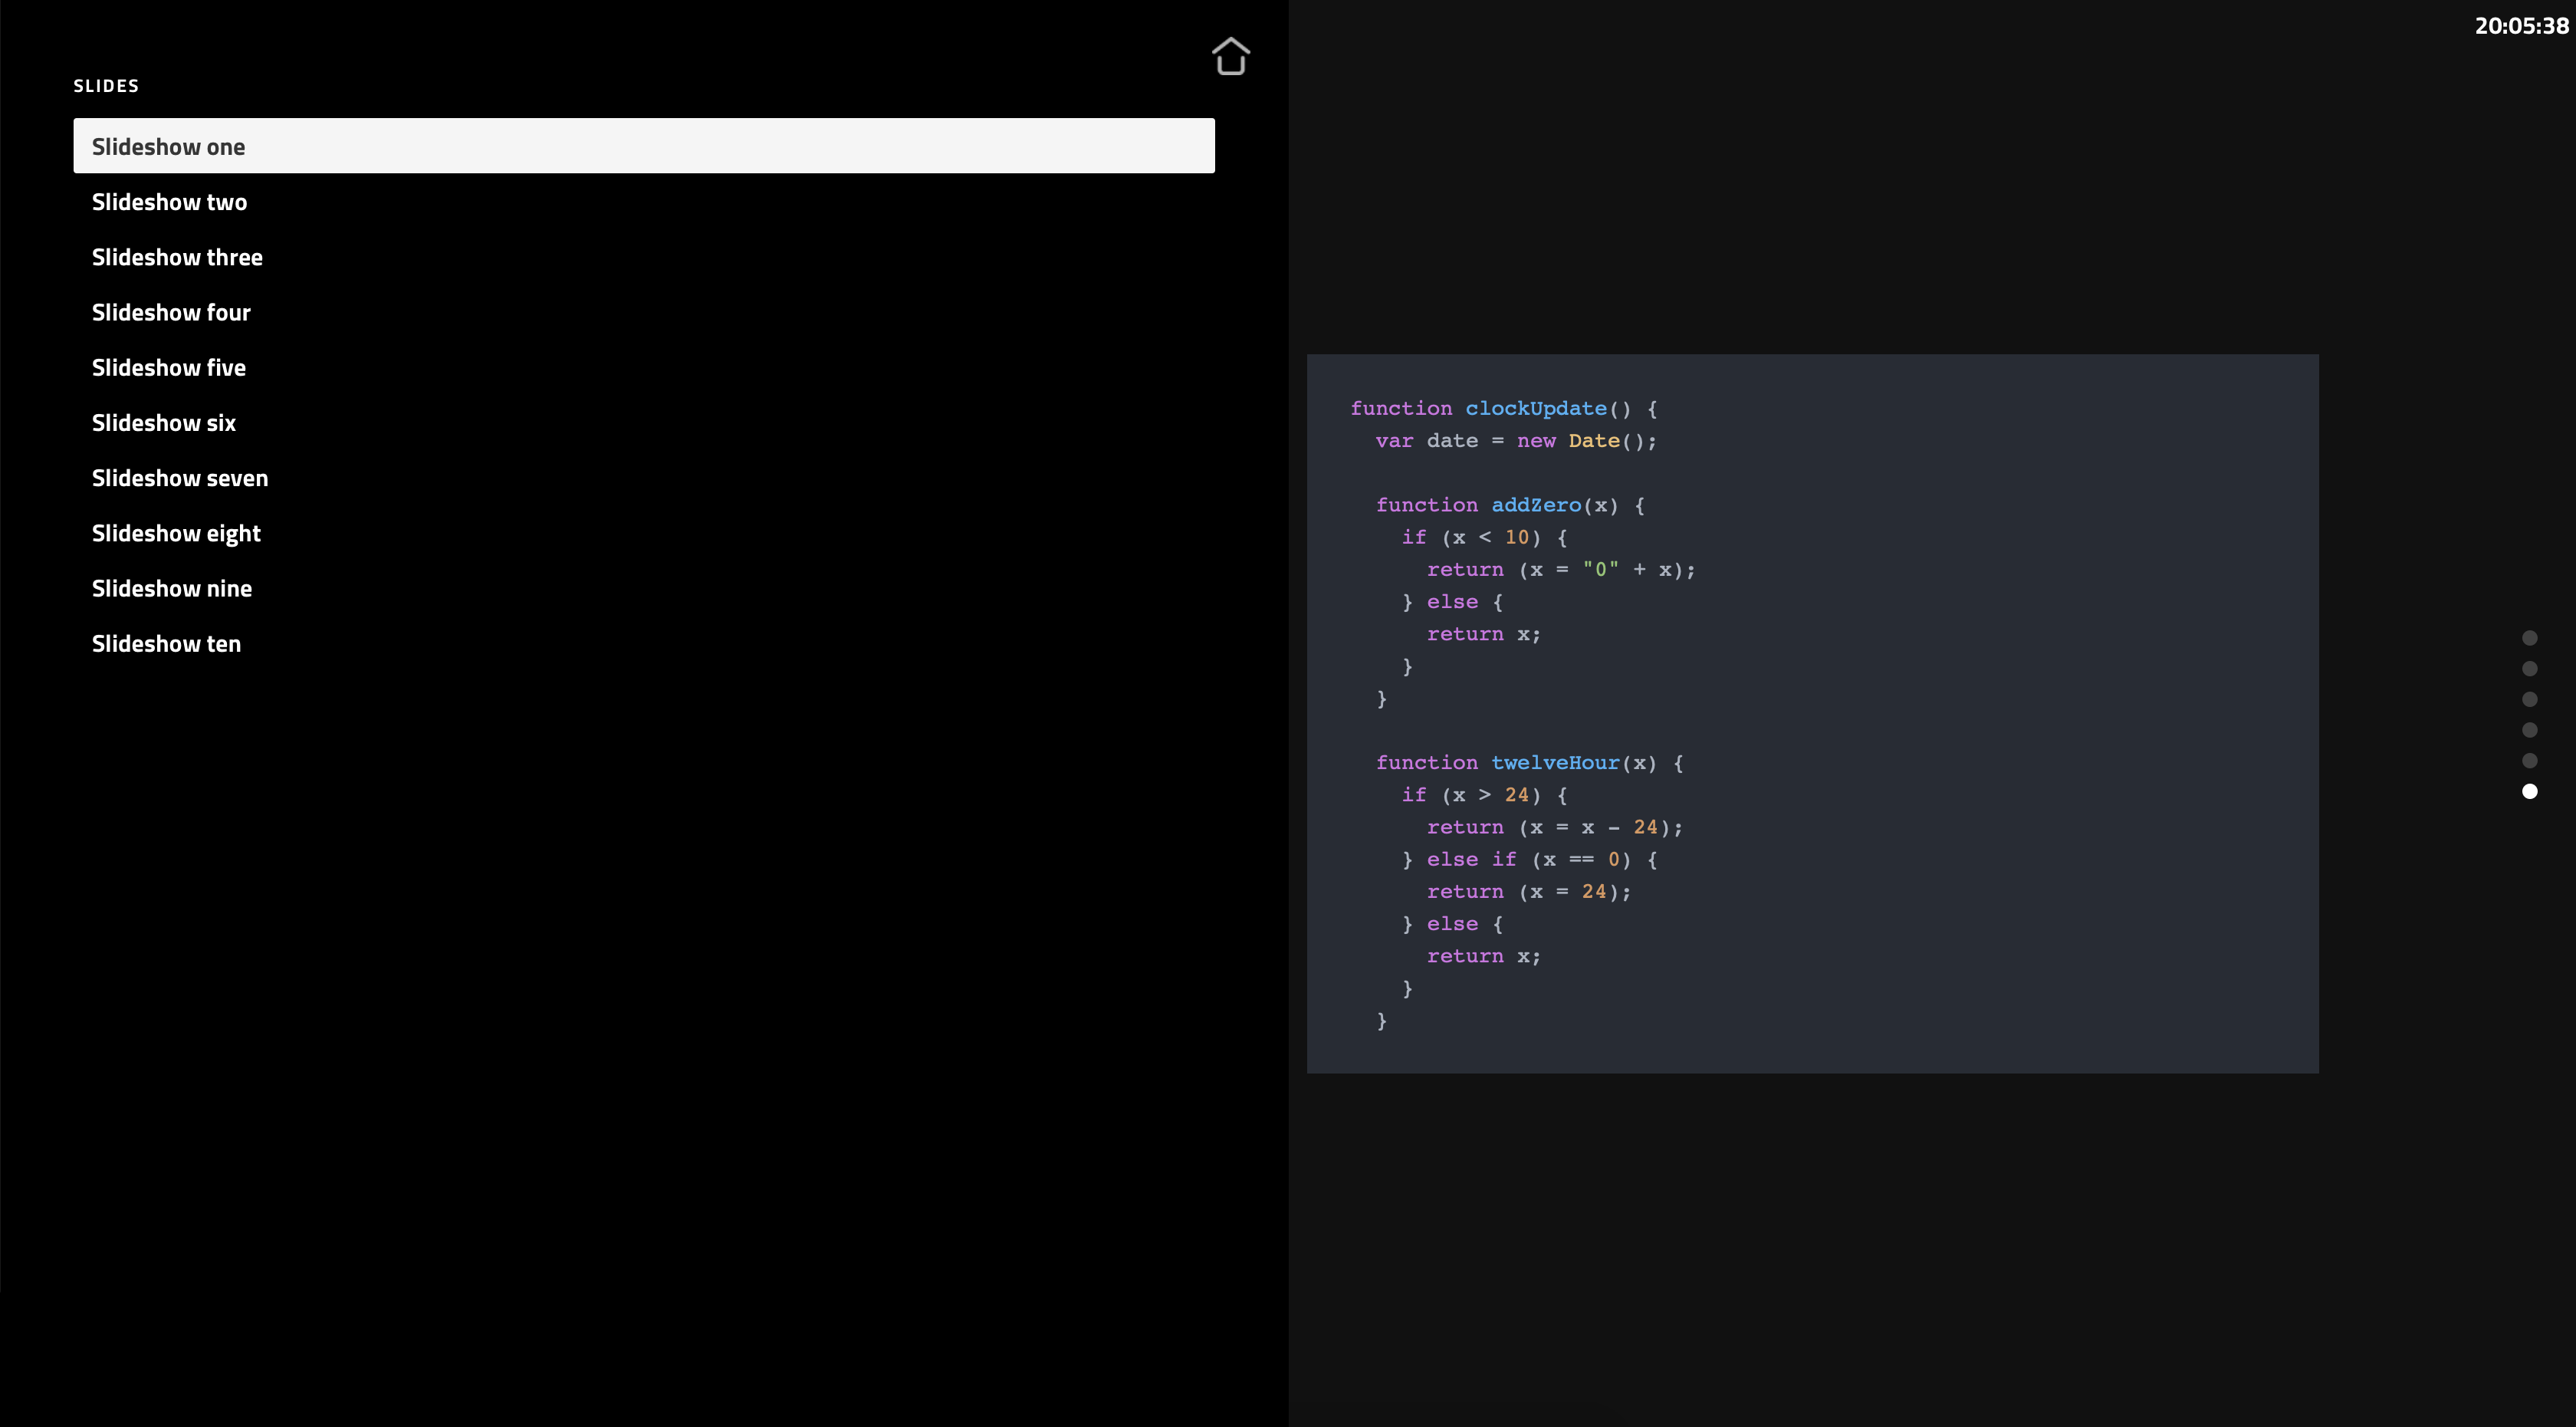 20:05:38
SLIDES
Slideshow one
Slideshow two
Slideshow three
Slideshow four
Slideshow five
Slideshow six
Slideshow seven
Slideshow eight
Slideshow nine
Slideshow ten
function clockUpdate() {
  var date = new Date();

  function addZero(x) {
    if (x < 10) {
      return (x = "0" + x);
    } else {
      return x;
    }
  }

  function twelveHour(x) {
    if (x > 24) {
      return (x = x - 24);
    } else if (x == 0) {
      return (x = 24);
    } else {
      return x;
    }
  }